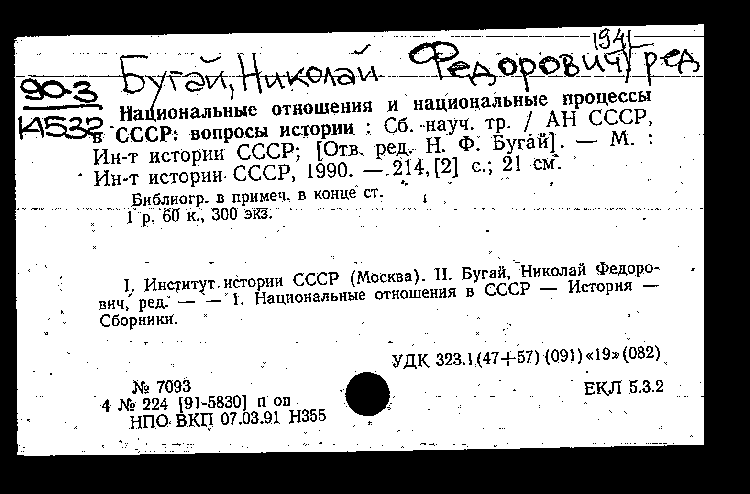 Бугай, Николай Федорович, 1941- ред
90-3
14532
Национальные отношения и национальные процессы
в СССР: вопросы истории : Сб. науч. тр. / АН СССР,
Ин-т истории СССР; [Отв. ред. Н. Ф. Бугай]. — М. :
Ин-т истории СССР, 1990. — 214, [2] с.; 21 см.
Библиогр. в примеч. в конце ст.
1 р. 60 к., 300 экз.
I. Институт истории СССР (Москва). II. Бугай, Николай Федоро-
вич, ред. — — 1. Национальные отношения в СССР — История —
Сборники.
УДК 323.1(47+57)(091)«19»(082)
№ 7093
ЕКЛ 5.3.2
4 № 224 [91-5830] п оп
НПО ВКП 07.03.91 Н355